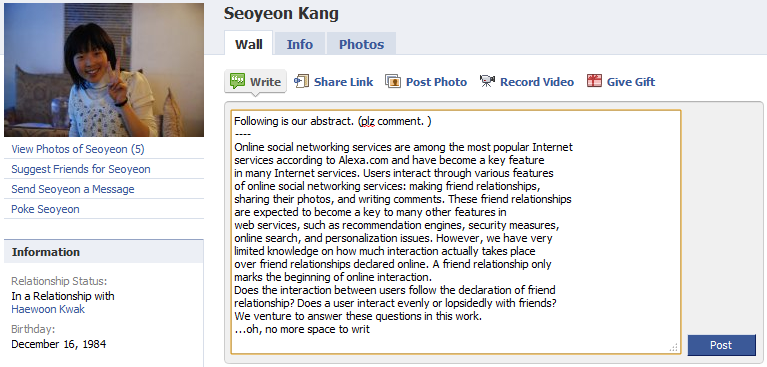 Seoyeon Kang
Wall Info Photos
Write Share Link Post Photo Record Video Give Gift
Following is our abstract. (plz comment. )
----
Online social networking services are among the most popular Internet
services according to Alexa.com and have become a key feature
in many Internet services. Users interact through various features
of online social networking services: making friend relationships,
sharing their photos, and writing comments. These friend relationships
are expected to become a key to many other features in
web services, such as recommendation engines, security measures,
online search, and personalization issues. However, we have very
limited knowledge on how much interaction actually takes place
over friend relationships declared online. A friend relationship only
marks the beginning of online interaction.
Does the interaction between users follow the declaration of friend
relationship? Does a user interact evenly or lopsidedly with friends?
We venture to answer these questions in this work.
...oh, no more space to writ
Post
View Photos of Seoyeon (5)
Suggest Friends for Seoyeon
Send Seoyeon a Message
Poke Seoyeon
Information
Relationship Status:
In a Relationship with
Haewoon Kwak
Birthday:
December 16, 1984